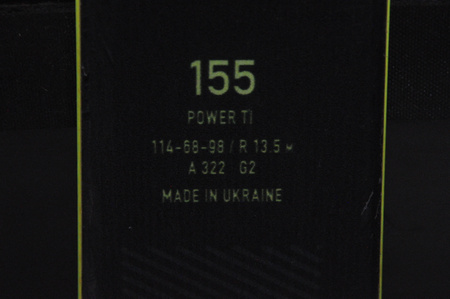 155
POWER TI
114-68-98 / R 13.5 M
A 322 G2
MADE IN UKRAINE